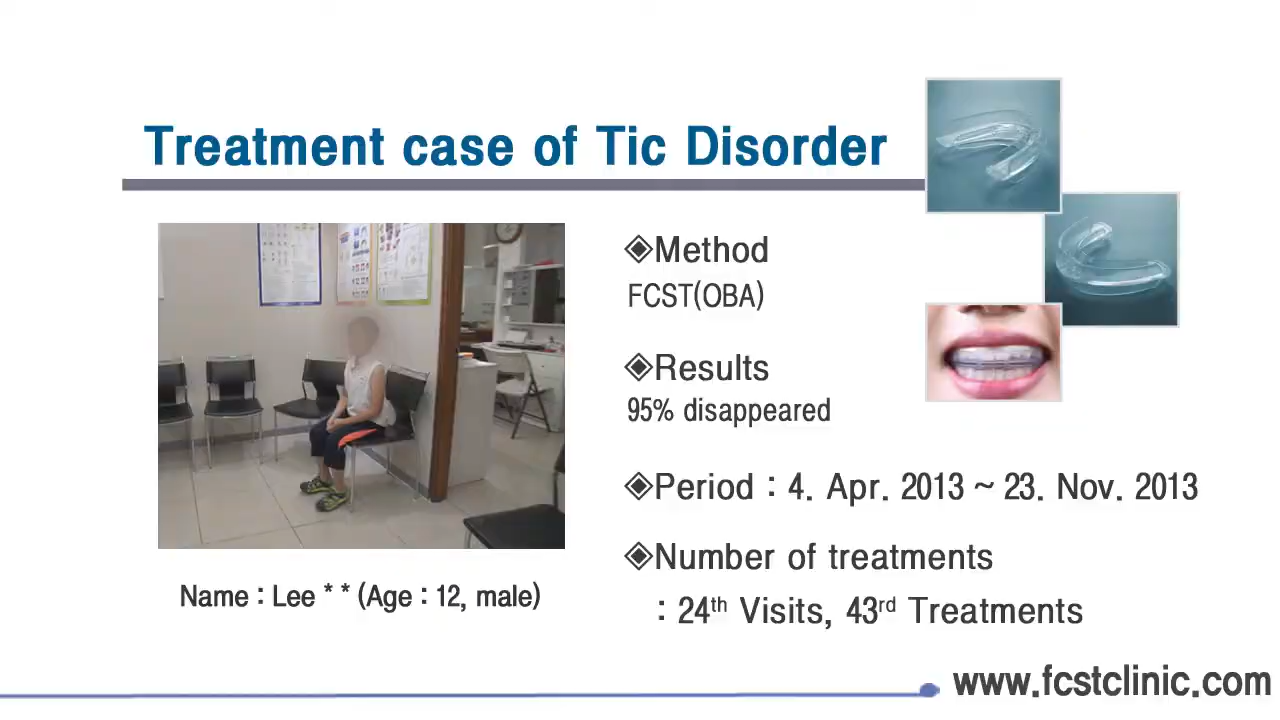 Treatment case of Tic Disorder
◈Method
FCST(OBA)
◈Results
95% disappeared
◈Period : 4. Apr. 2013 ~ 23. Nov. 2013
◈Number of treatments
: 24th Visits, 43rd Treatments
Name : Lee * * (Age : 12, male)
www.fcstclinic.com